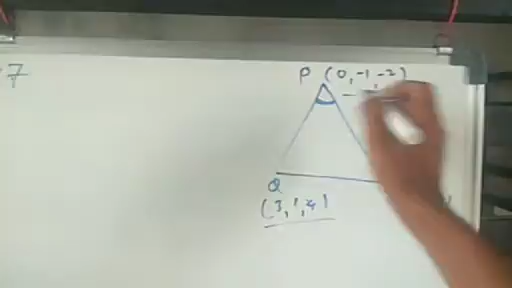 7
P (0,-1,-2)
Q
(3,1,4)